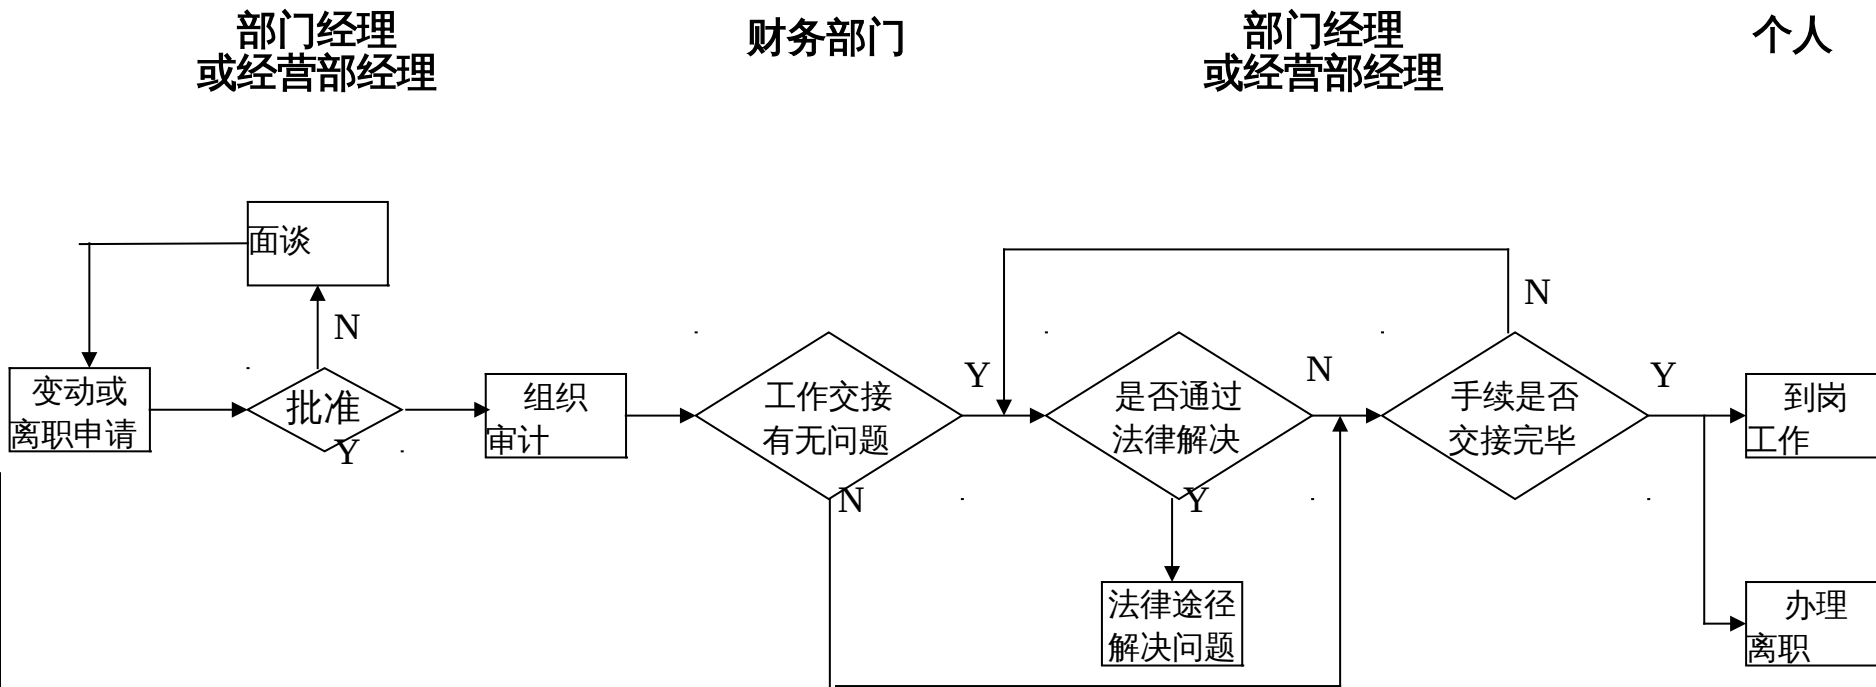 部门经理
或经营部经理
财务部门
部门经理
或经营部经理
个人
面谈
N
变动或
离职申请
批准
Y
组织
审计
工作交接
有无问题
Y
N
是否通过
法律解决
N
Y
法律途径
解决问题
手续是否
交接完毕
N
Y
到岗
工作
办理
离职